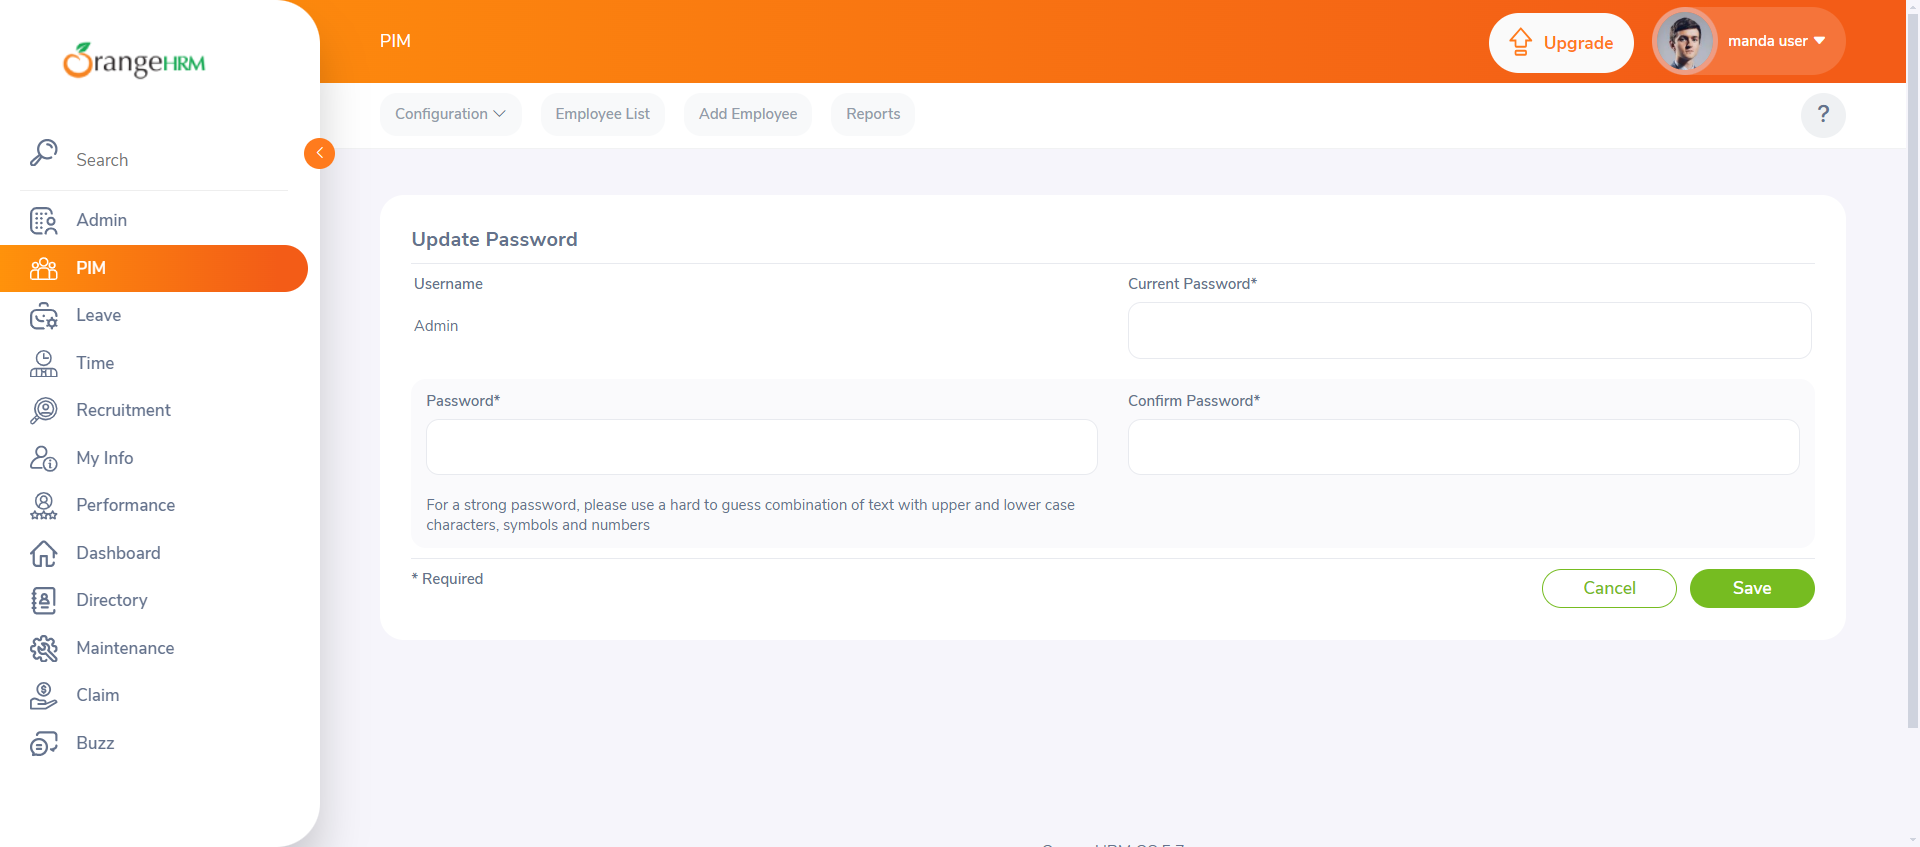 OrangeHRM
Search
Admin
PIM
Leave
Time
Recruitment
My Info
Performance
Dashboard
Directory
Maintenance
Claim
Buzz
PIM
Upgrade
manda user
Configuration
Employee List
Add Employee
Reports
?
Update Password
Username
Admin
Current Password*
Password*
Confirm Password*
For a strong password, please use a hard to guess combination of text with upper and lower case
characters, symbols and numbers
* Required
Cancel
Save